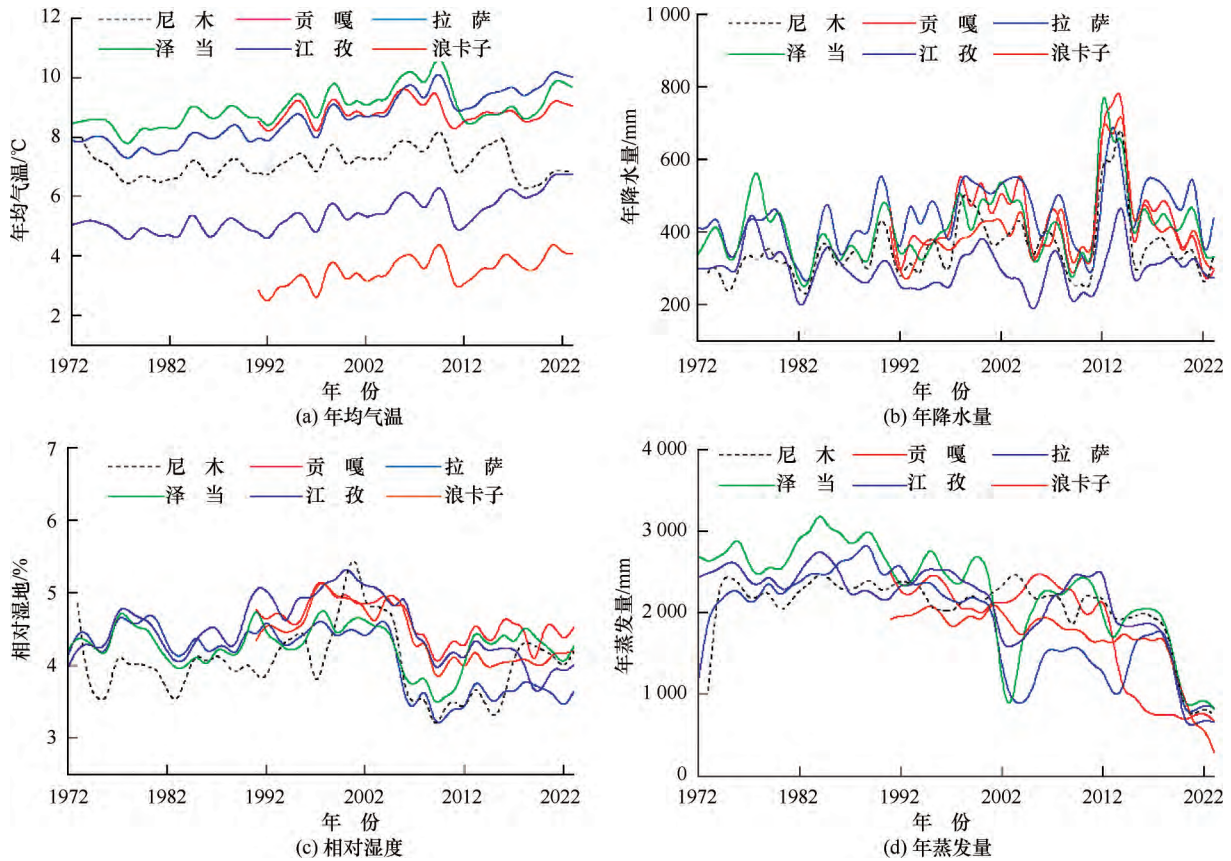 尼 木 贡 嘎 拉 萨
泽 当 江 孜 浪卡子
12
10
8
6
4
2
年均气温/℃
1972 1982 1992 2002 2012 2022
年 份
(a) 年均气温
尼 木 贡 嘎 拉 萨
泽 当 江 孜 浪卡子
1 000
800
600
400
200
年降水量/mm
1972 1982 1992 2002 2012 2022
年 份
(b) 年降水量
尼 木 贡 嘎 拉 萨
泽 当 江 孜 浪卡子
7
6
5
4
3
相对湿地/%
1972 1982 1992 2002 2012 2022
年 份
(c) 相对湿度
尼 木 贡 嘎 拉 萨
泽 当 江 孜 浪卡子
4 000
3 000
2 000
1 000
0
年蒸发量/mm
1972 1982 1992 2002 2012 2022
年 份
(d) 年蒸发量